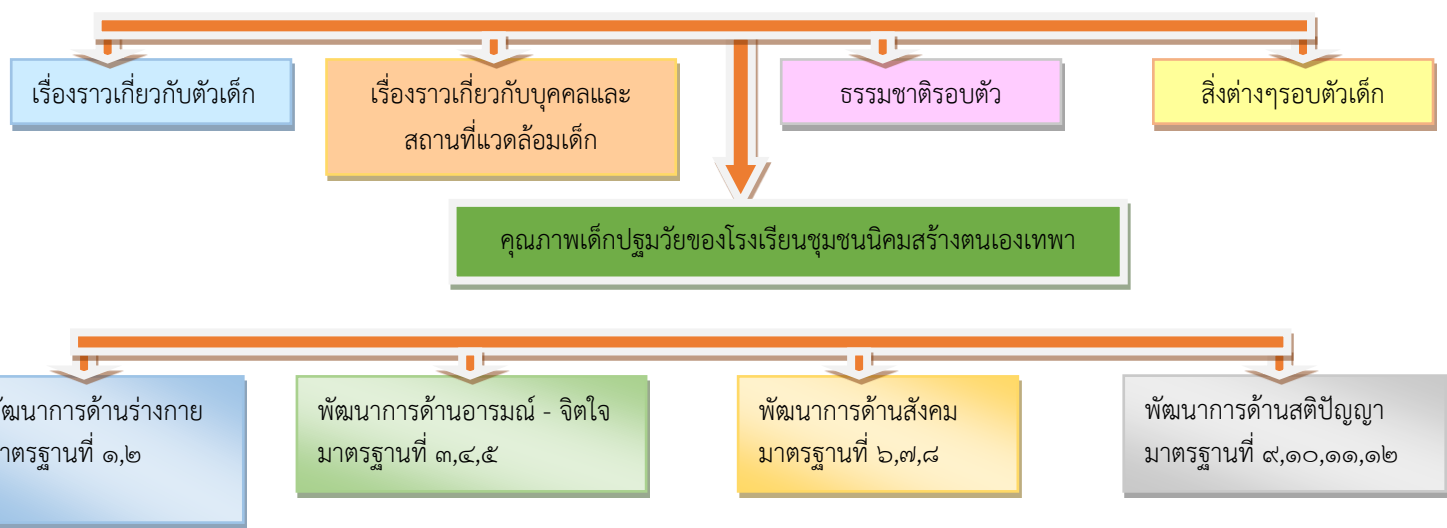 เรื่องราวเกี่ยวกับตัวเด็ก
เรื่องราวเกี่ยวกับบุคคลและ
สถานที่แวดล้อมเด็ก
ธรรมชาติรอบตัว
สิ่งต่างๆรอบตัวเด็ก
คุณภาพเด็กปฐมวัยของโรงเรียนชุมชนนิคมสร้างตนเองเทพา
พัฒนาการด้านร่างกาย
มาตรฐานที่ ๑,๒
พัฒนาการด้านอารมณ์ - จิตใจ
มาตรฐานที่ ๓,๔,๕
พัฒนาการด้านสังคม
มาตรฐานที่ ๖,๗,๘
พัฒนาการด้านสติปัญญา
มาตรฐานที่ ๙,๑๐,๑๑,๑๒